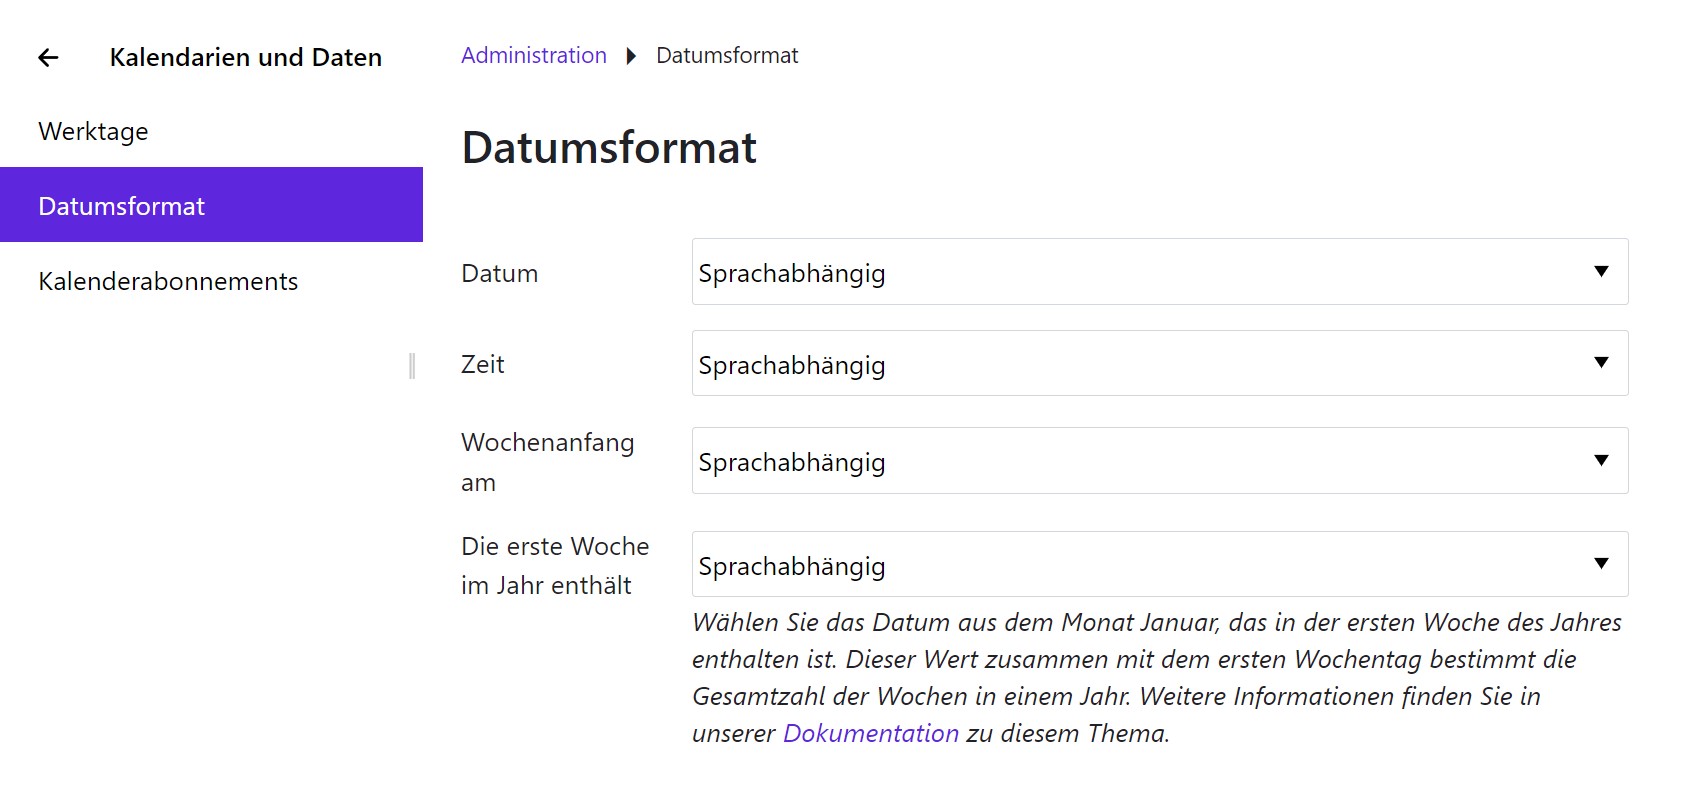 Kalendarien und Daten
Werktage
Datumsformat
Kalenderabonnements
Administration Datumsformat
Datumsformat
Datum
Sprachabhängig
Zeit
Sprachabhängig
Wochenanfang
am
Sprachabhängig
Die erste Woche
im Jahr enthält
Sprachabhängig
Wählen Sie das Datum aus dem Monat Januar, das in der ersten Woche des Jahres
enthalten ist. Dieser Wert zusammen mit dem ersten Wochentag bestimmt die
Gesamtzahl der Wochen in einem Jahr. Weitere Informationen finden Sie in
unserer Dokumentation zu diesem Thema.